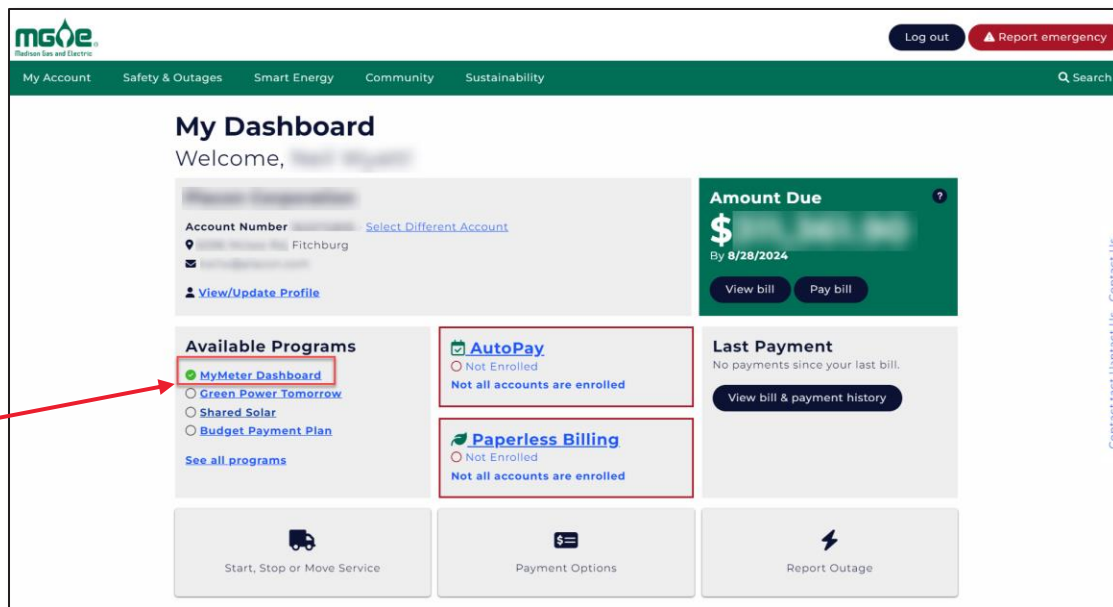 mge
Madison Gas and Electric
Log out
Report emergency
My Account Safety & Outages Smart Energy Community Sustainability Search
My Dashboard
Welcome,
Account Number Select Different Account
Fitchburg
View/Update Profile
Amount Due ?
$
By 8/28/2024
View bill Pay bill
Available Programs
MyMeter Dashboard
Green Power Tomorrow
Shared Solar
Budget Payment Plan
See all programs
AutoPay
Not Enrolled
Not all accounts are enrolled
Paperless Billing
Not Enrolled
Not all accounts are enrolled
Last Payment
No payments since your last bill.
View bill & payment history
Start, Stop or Move Service
Payment Options
Report Outage
Contact Us